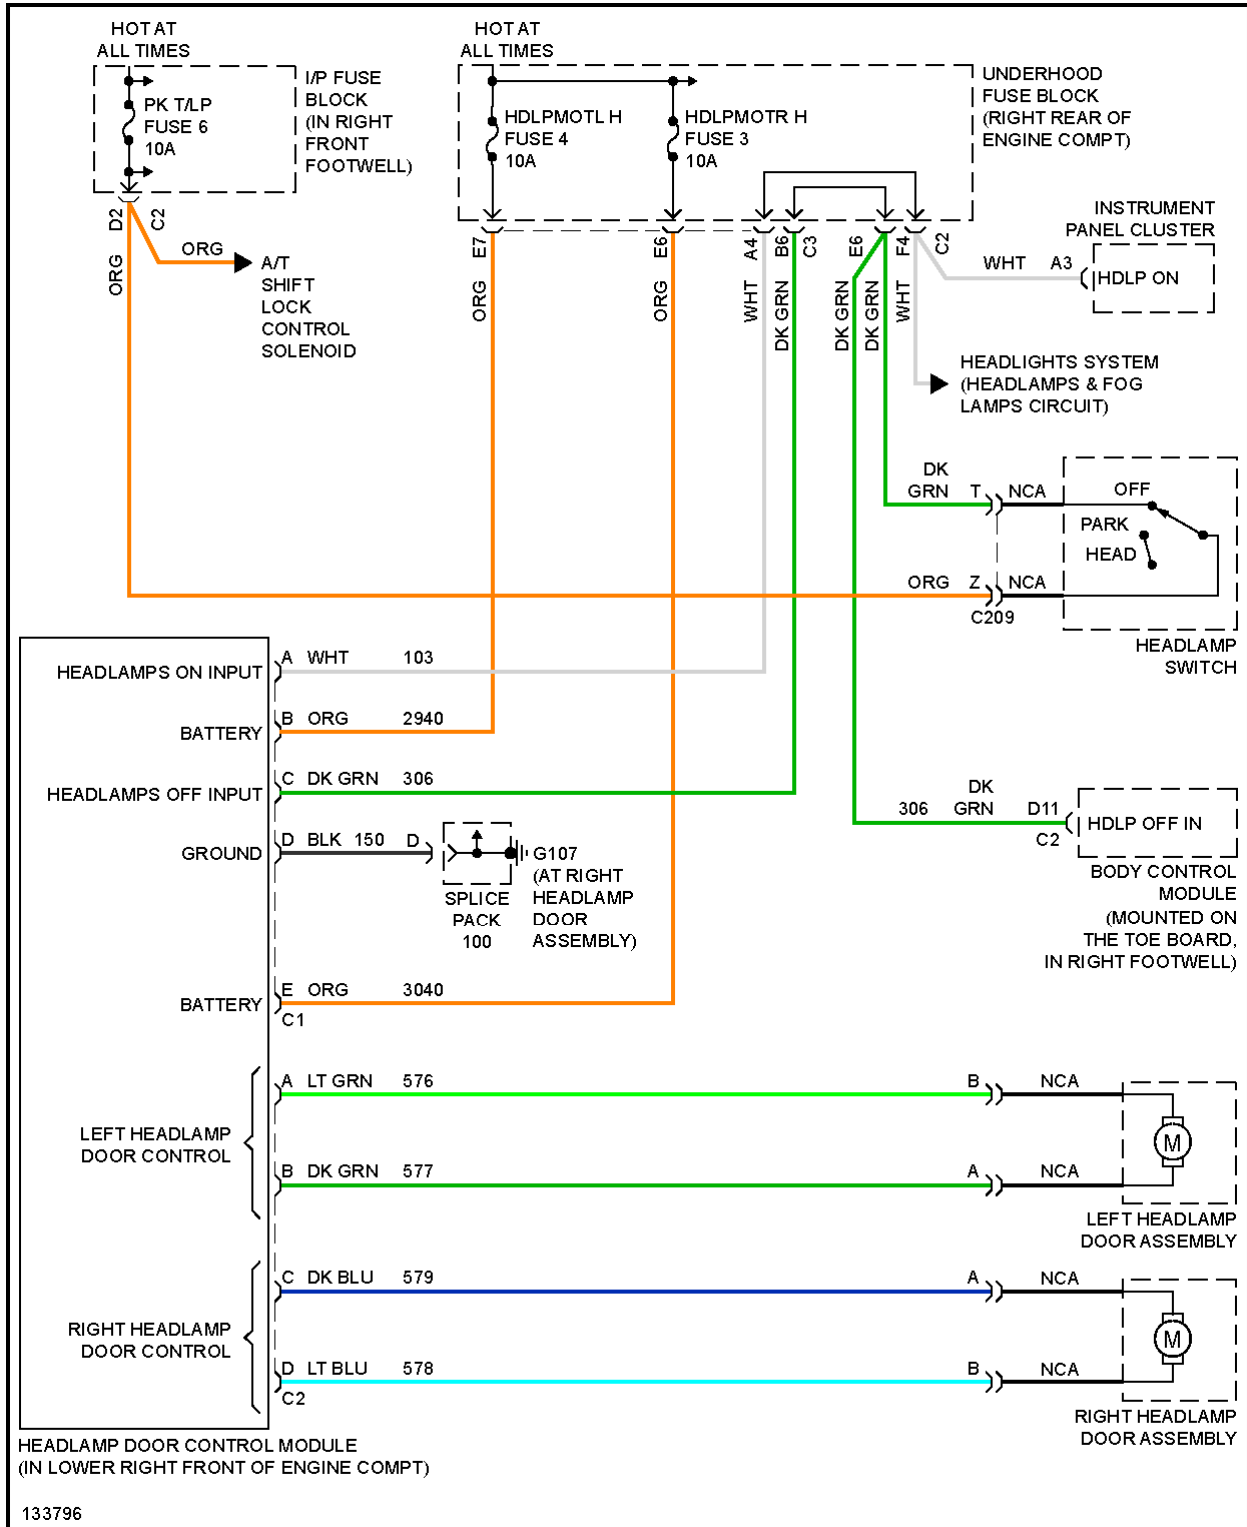 HOT AT
ALL TIMES
I/P FUSE
BLOCK
(IN RIGHT
FRONT
FOOTWELL)
PK T/LP
FUSE 6
10A
D2
C2
ORG
ORG
A/T
SHIFT
LOCK
CONTROL
SOLENOID
HOT AT
ALL TIMES
HDLPMOTL H
FUSE 4
10A
HDLPMOTR H
FUSE 3
10A
UNDERHOOD
FUSE BLOCK
(RIGHT REAR OF
ENGINE COMPT)
E7
E6
A4
B6
C3
E6
F4
C2
ORG
ORG
WHT
DK GRN
DK GRN
DK GRN
WHT
INSTRUMENT
PANEL CLUSTER
WHT A3
HDLP ON
HEADLIGHTS SYSTEM
(HEADLAMPS & FOG
LAMPS CIRCUIT)
DK
GRN T NCA
OFF
PARK
HEAD
ORG Z NCA
C209
HEADLAMP
SWITCH
HEADLAMPS ON INPUT
A WHT 103
BATTERY
B ORG 2940
HEADLAMPS OFF INPUT
C DK GRN 306
GROUND
D BLK 150 D
G107
(AT RIGHT
HEADLAMP
DOOR
ASSEMBLY)
SPLICE
PACK
100
DK
306 GRN D11
C2
HDLP OFF IN
BODY CONTROL
MODULE
(MOUNTED ON
THE TOE BOARD,
IN RIGHT FOOTWELL)
BATTERY
E ORG 3040
C1
LEFT HEADLAMP
DOOR CONTROL
A LT GRN 576 B NCA
B DK GRN 577 A NCA
M
LEFT HEADLAMP
DOOR ASSEMBLY
RIGHT HEADLAMP
DOOR CONTROL
C DK BLU 579 A NCA
D LT BLU 578 B NCA
C2
M
RIGHT HEADLAMP
DOOR ASSEMBLY
HEADLAMP DOOR CONTROL MODULE
(IN LOWER RIGHT FRONT OF ENGINE COMPT)
133796